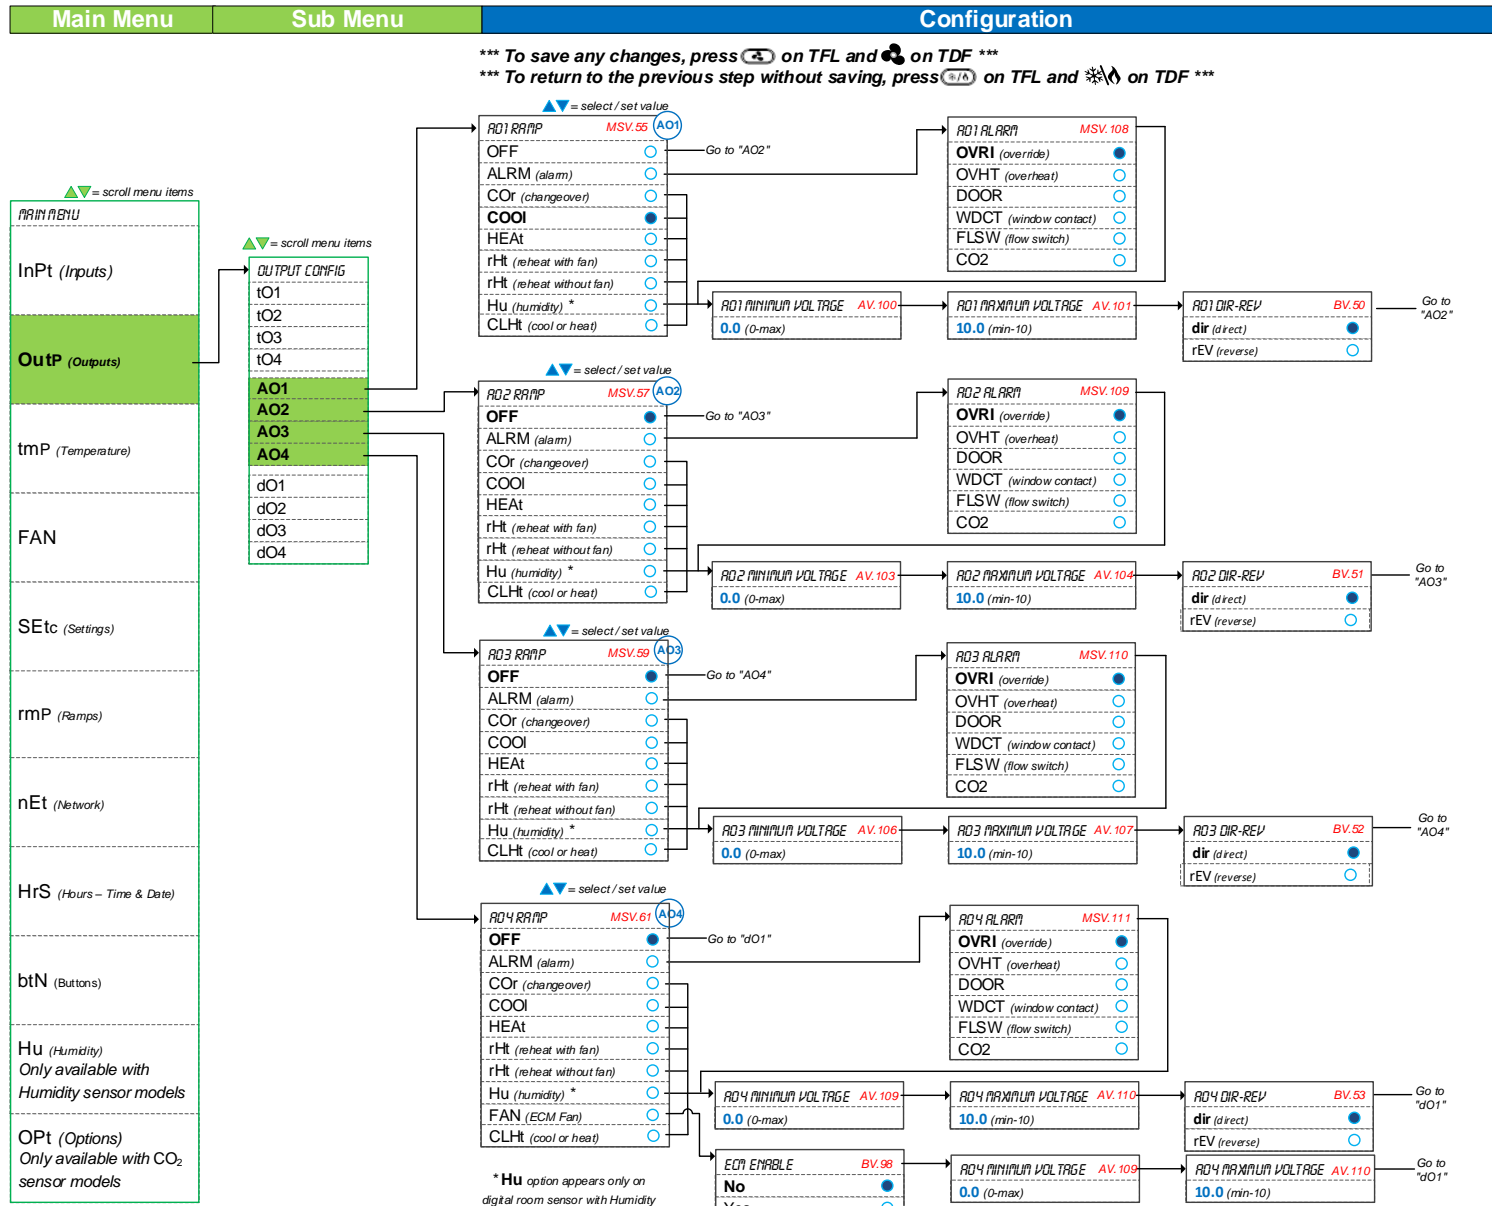 Main Menu
Sub Menu
Configuration
*** To save any changes, press on TFL and on TDF ***
*** To return to the previous step without saving, press on TFL and on TDF ***
= scroll menu items
MAIN MENU
InPt (Inputs)
OutP (Outputs)
tmP (Temperature)
FAN
SEtc (Settings)
rmP (Ramps)
nEt (Network)
HrS (Hours – Time & Date)
btN (Buttons)
Hu (Humidity)
Only available with
Humidity sensor models
OPt (Options)
Only available with CO2
sensor models
= scroll menu items
OUTPUT CONFIG
tO1
tO2
tO3
tO4
AO1
AO2
AO3
AO4
dO1
dO2
dO3
dO4
= select / set value
AO1 RAMP MSV.55 AO1
OFF
Go to "AO2"
ALRM (alarm)
COr (changeover)
COOl
HEAt
rHt (reheat with fan)
rHt (reheat without fan)
Hu (humidity) *
CLHt (cool or heat)
AO1 ALARM MSV.108
OVRI (override)
OVHT (overheat)
DOOR
WDCT (window contact)
FLSW (flow switch)
CO2
AO1 MINIMUM VOLTAGE AV.100
0.0 (0-max)
AO1 MAXIMUM VOLTAGE AV.101
10.0 (min-10)
AO1 DIR-REV BV.50
dir (direct)
rEV (reverse)
Go to
"AO2"
= select / set value
AO2 RAMP MSV.57 AO2
OFF
Go to "AO3"
ALRM (alarm)
COr (changeover)
COOl
HEAt
rHt (reheat with fan)
rHt (reheat without fan)
Hu (humidity) *
CLHt (cool or heat)
AO2 ALARM MSV.109
OVRI (override)
OVHT (overheat)
DOOR
WDCT (window contact)
FLSW (flow switch)
CO2
AO2 MINIMUM VOLTAGE AV.103
0.0 (0-max)
AO2 MAXIMUM VOLTAGE AV.104
10.0 (min-10)
AO2 DIR-REV BV.51
dir (direct)
rEV (reverse)
Go to
"AO3"
= select / set value
AO3 RAMP MSV.59 AO3
OFF
Go to "AO4"
ALRM (alarm)
COr (changeover)
COOl
HEAt
rHt (reheat with fan)
rHt (reheat without fan)
Hu (humidity) *
CLHt (cool or heat)
AO3 ALARM MSV.110
OVRI (override)
OVHT (overheat)
DOOR
WDCT (window contact)
FLSW (flow switch)
CO2
AO3 MINIMUM VOLTAGE AV.106
0.0 (0-max)
AO3 MAXIMUM VOLTAGE AV.107
10.0 (min-10)
AO3 DIR-REV BV.52
dir (direct)
rEV (reverse)
Go to
"AO4"
= select / set value
AO4 RAMP MSV.61 AO4
OFF
Go to "dO1"
ALRM (alarm)
COr (changeover)
COOl
HEAt
rHt (reheat with fan)
rHt (reheat without fan)
Hu (humidity) *
FAN (ECM Fan)
CLHt (cool or heat)
AO4 ALARM MSV.111
OVRI (override)
OVHT (overheat)
DOOR
WDCT (window contact)
FLSW (flow switch)
CO2
AO4 MINIMUM VOLTAGE AV.109
0.0 (0-max)
AO4 MAXIMUM VOLTAGE AV.110
10.0 (min-10)
AO4 DIR-REV BV.53
dir (direct)
rEV (reverse)
Go to
"dO1"
ECM ENABLE BV.98
No
AO4 MINIMUM VOLTAGE AV.109
0.0 (0-max)
AO4 MAXIMUM VOLTAGE AV.110
10.0 (min-10)
Go to
"dO1"
* Hu option appears only on
digital room sensor with Humidity